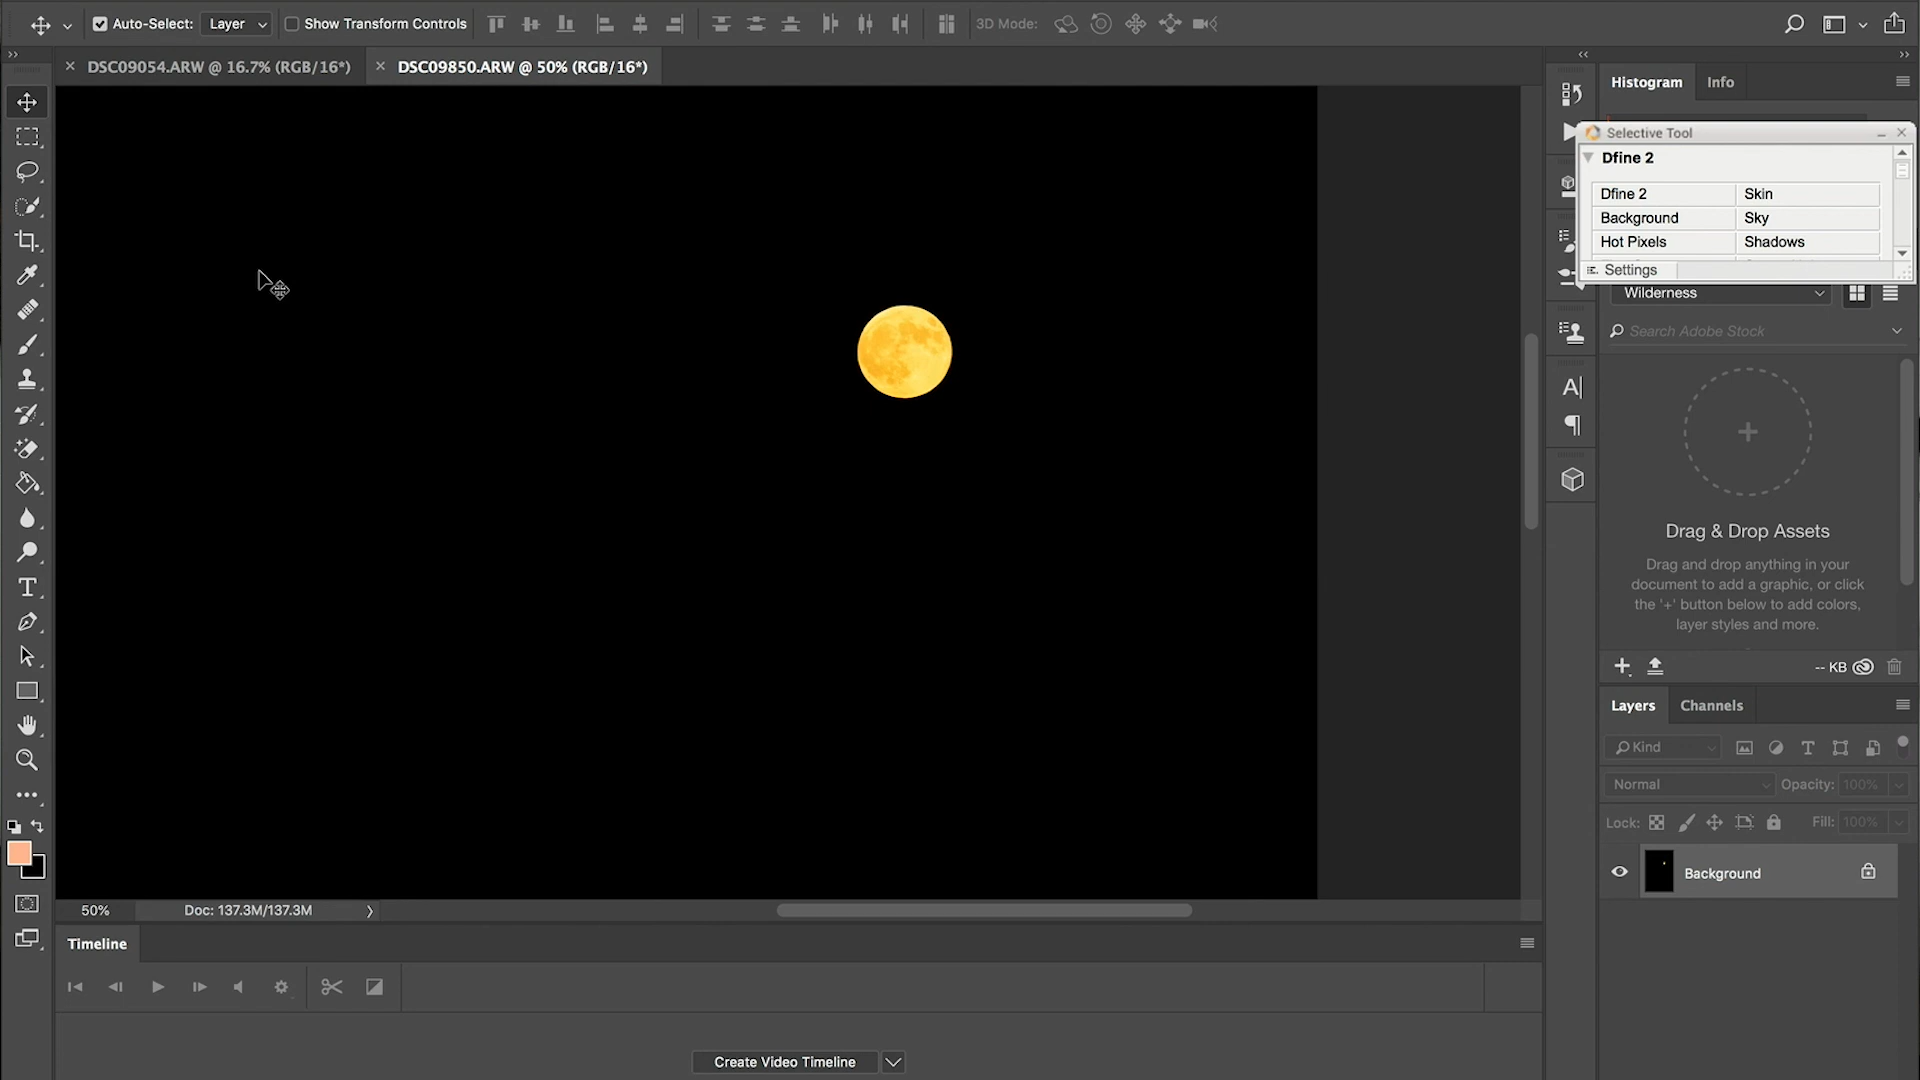 Auto-Select: Layer Show Transform Controls 3D Mode:
DSC09054.ARW @ 16.7% (RGB/16*) DSC09850.ARW @ 50% (RGB/16*)
Histogram Info
Selective Tool
Dfine 2
Dfine 2 Skin
Background Sky
Hot Pixels Shadows
Settings
Wilderness
Search Adobe Stock
Drag & Drop Assets
Drag and drop anything in your
document to add a graphic, or click
the '+' button below to add colors,
layer styles and more.
-- KB
Layers Channels
Kind
Normal Opacity: 100%
Lock: Fill: 100%
Background
50% Doc: 137.3M/137.3M
Timeline
Create Video Timeline